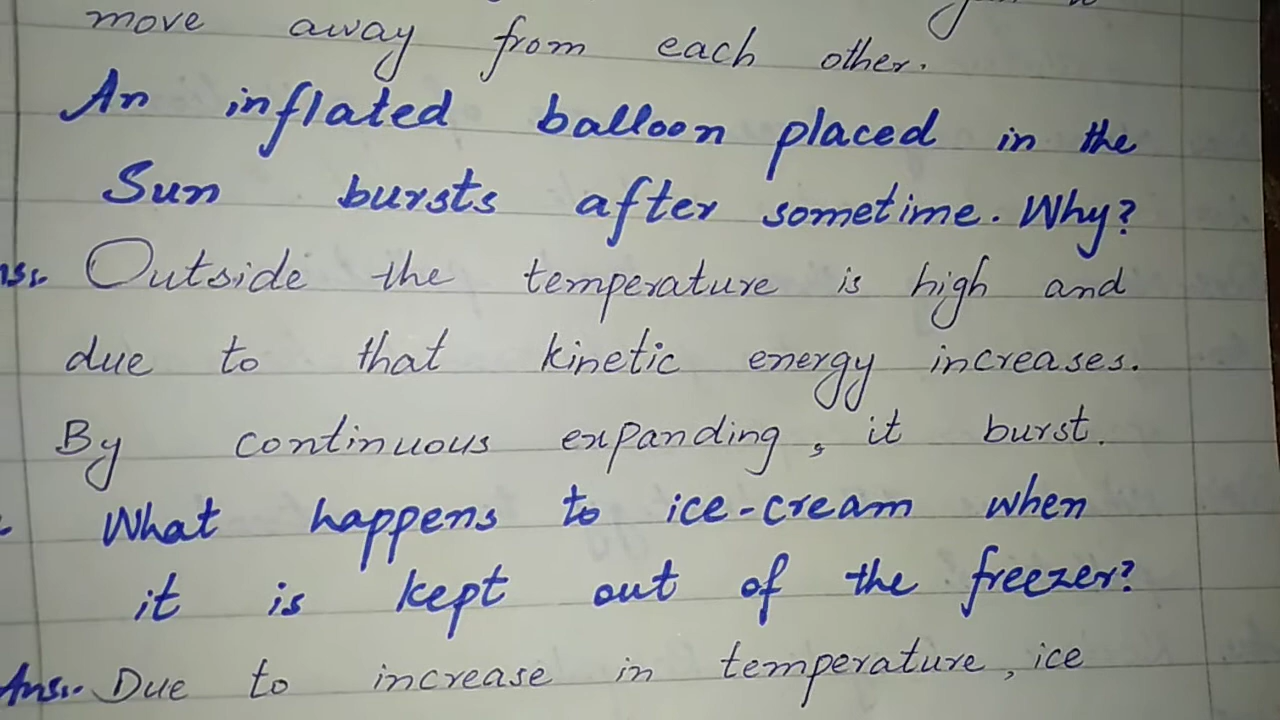 move away from each other.
An inflated balloon placed in the
Sun bursts after sometime. Why?
Outside the temperature is high and
due to that kinetic energy increases.
By continuous expanding, it burst.
What happens to ice-cream when
it is kept out of the freezer?
Ans:- Due to increase in temperature, ice